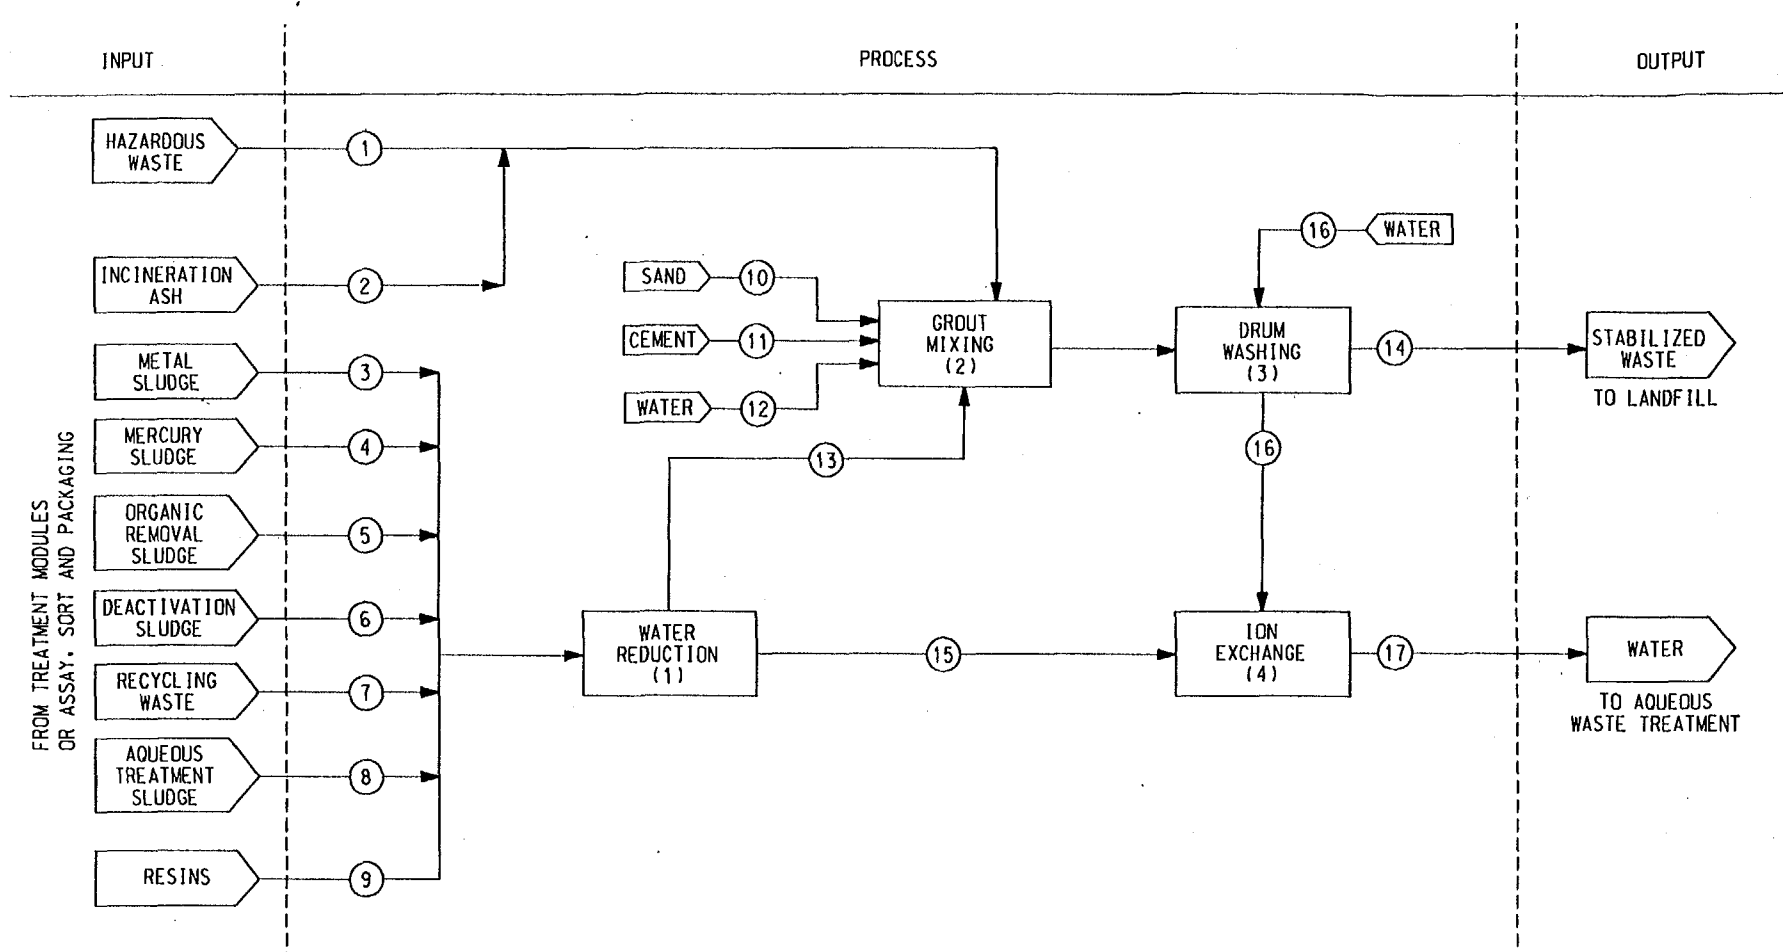 INPUT
PROCESS
OUTPUT
HAZARDOUS
WASTE
1
INCINERATION
ASH
2
METAL
SLUDGE
3
MERCURY
SLUDGE
4
ORGANIC
REMOVAL
SLUDGE
5
DEACTIVATION
SLUDGE
6
RECYCLING
WASTE
7
AQUEOUS
TREATMENT
SLUDGE
8
RESINS
9
FROM TREATMENT MODULES
OR ASSAY, SORT AND PACKAGING
SAND
10
CEMENT
11
WATER
12
13
GROUT
MIXING
(2)
16
WATER
DRUM
WASHING
(3)
14
STABILIZED
WASTE
TO LANDFILL
16
WATER
REDUCTION
(1)
15
ION
EXCHANGE
(4)
17
WATER
TO AQUEOUS
WASTE TREATMENT